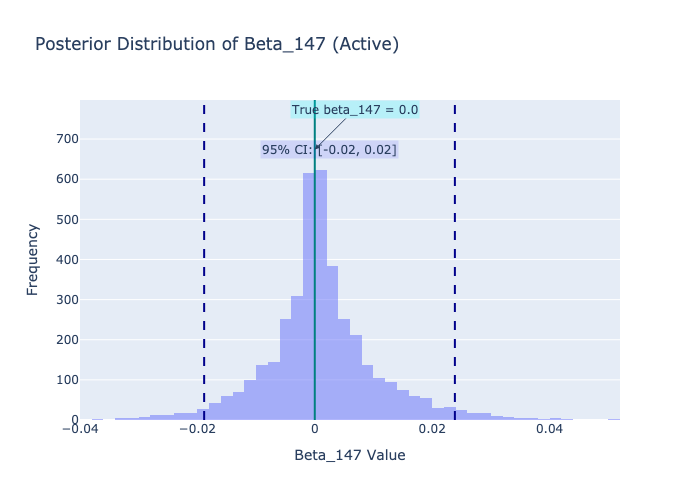 Posterior Distribution of Beta_147 (Active)
True beta_147 = 0.0
95% CI: [-0.02, 0.02]
700
600
500
400
300
200
100
0
Frequency
−0.04
−0.02
0
0.02
0.04
Beta_147 Value